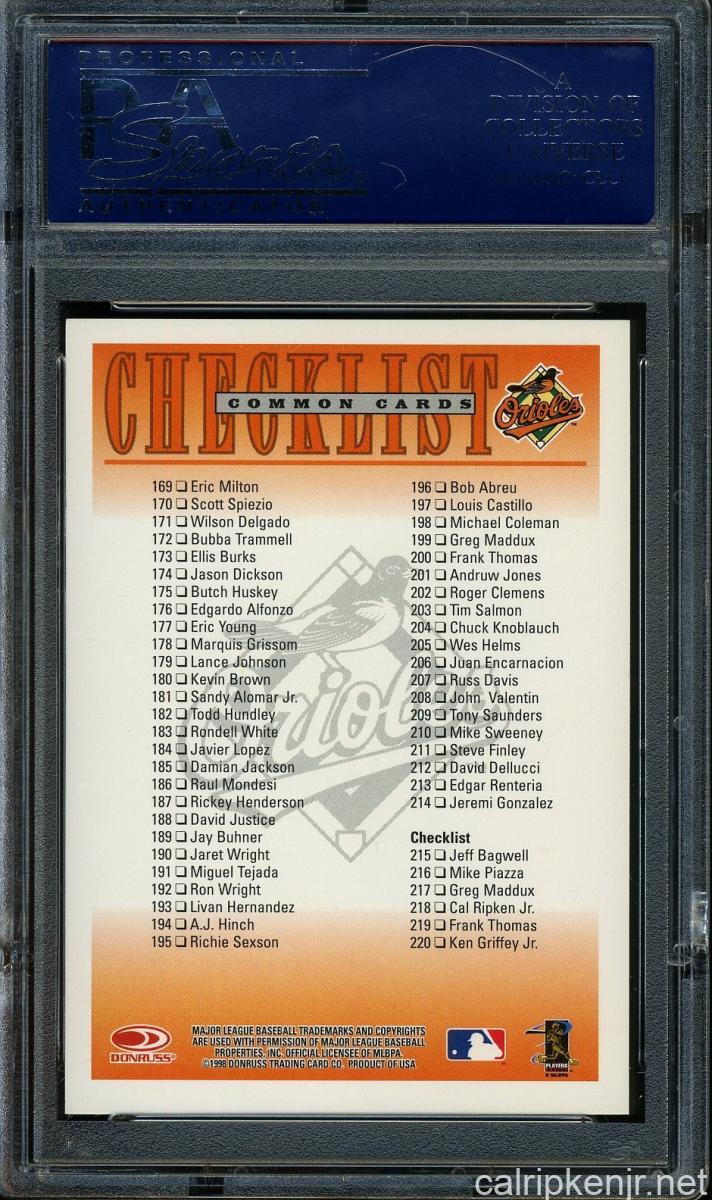 PROFESSIONAL
PSA
Sports
AUTHENTICATOR
A
DIVISION OF
COLLECTORS
UNIVERSE
CHECKLIST
COMMON CARDS
Orioles
169 ❏ Eric Milton
170 ❏ Scott Spiezio
171 ❏ Wilson Delgado
172 ❏ Bubba Trammell
173 ❏ Ellis Burks
174 ❏ Jason Dickson
175 ❏ Butch Huskey
176 ❏ Edgardo Alfonzo
177 ❏ Eric Young
178 ❏ Marquis Grissom
179 ❏ Lance Johnson
180 ❏ Kevin Brown
181 ❏ Sandy Alomar Jr.
182 ❏ Todd Hundley
183 ❏ Rondell White
184 ❏ Javier Lopez
185 ❏ Damian Jackson
186 ❏ Raul Mondesi
187 ❏ Rickey Henderson
188 ❏ David Justice
189 ❏ Jay Buhner
190 ❏ Jaret Wright
191 ❏ Miguel Tejada
192 ❏ Ron Wright
193 ❏ Livan Hernandez
194 ❏ A.J. Hinch
195 ❏ Richie Sexson
196 ❏ Bob Abreu
197 ❏ Louis Castillo
198 ❏ Michael Coleman
199 ❏ Greg Maddux
200 ❏ Frank Thomas
201 ❏ Andruw Jones
202 ❏ Roger Clemens
203 ❏ Tim Salmon
204 ❏ Chuck Knoblauch
205 ❏ Wes Helms
206 ❏ Juan Encarnacion
207 ❏ Russ Davis
208 ❏ John Valentin
209 ❏ Tony Saunders
210 ❏ Mike Sweeney
211 ❏ Steve Finley
212 ❏ David Dellucci
213 ❏ Edgar Renteria
214 ❏ Jeremi Gonzalez
Checklist
215 ❏ Jeff Bagwell
216 ❏ Mike Piazza
217 ❏ Greg Maddux
218 ❏ Cal Ripken Jr.
219 ❏ Frank Thomas
220 ❏ Ken Griffey Jr.
Orioles
DONRUSS
MAJOR LEAGUE BASEBALL TRADEMARKS AND COPYRIGHTS
ARE USED WITH PERMISSION OF MAJOR LEAGUE BASEBALL
PROPERTIES, INC. OFFICIAL LICENSEE OF MLBPA.
©1998 DONRUSS TRADING CARD CO. PRODUCT OF USA
PLAYERS
© MLBPA
calripkenjr.net